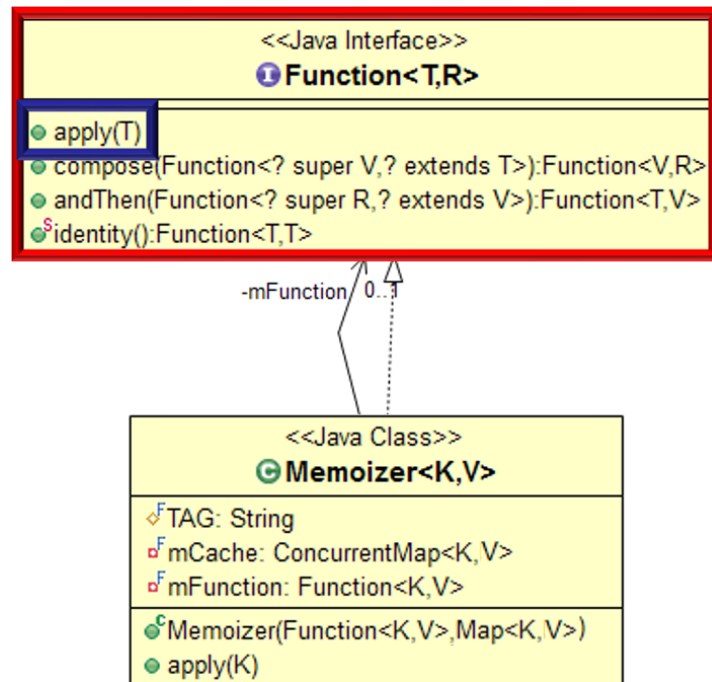 <<Java Interface>>
I Function<T,R>
apply(T)
compose(Function<? super V,? extends T>):Function<V,R>
andThen(Function<? super R,? extends V>):Function<T,V>
S identity():Function<T,T>
-mFunction 0..1
<<Java Class>>
C Memoizer<K,V>
F TAG: String
F mCache: ConcurrentMap<K,V>
F mFunction: Function<K,V>
C Memoizer(Function<K,V>,Map<K,V>)
apply(K)